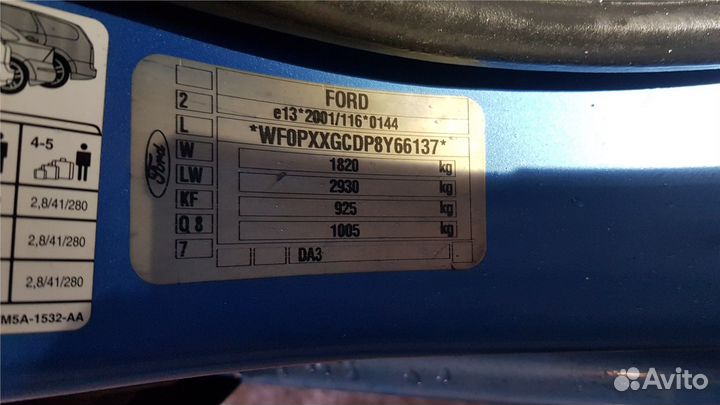 4-5
2,8/41/280
2,8/41/280
2,8/41/280
M5A-1532-AA
Ford
2
L
W
LW
KF
Q 8
7
FORD
e13*2001/116*0144
*WF0PXXGCDP8Y66137*
1820 kg
2930 kg
925 kg
1005 kg
DA3
Avito